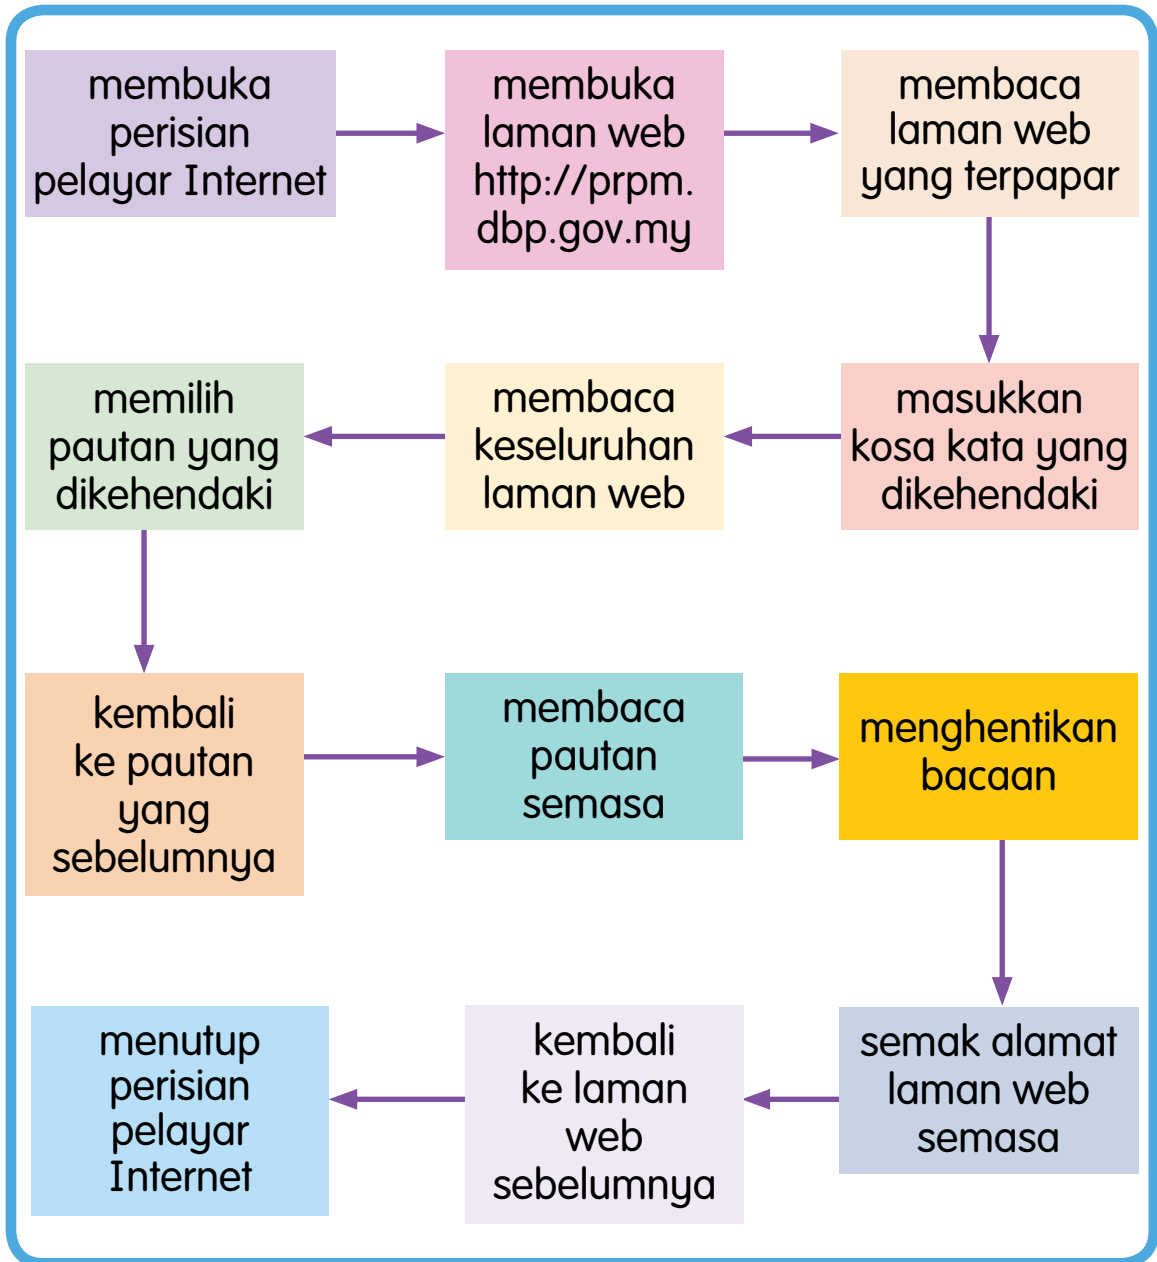 membuka
perisian
pelayar Internet
membuka
laman web
http://prpm.
dbp.gov.my
membaca
laman web
yang terpapar
masukkan
kosa kata yang
dikehendaki
membaca
keseluruhan
laman web
memilih
pautan yang
dikehendaki
kembali
ke pautan
yang
sebelumnya
membaca
pautan
semasa
menghentikan
bacaan
semak alamat
laman web
semasa
kembali
ke laman
web
sebelumnya
menutup
perisian
pelayar
Internet